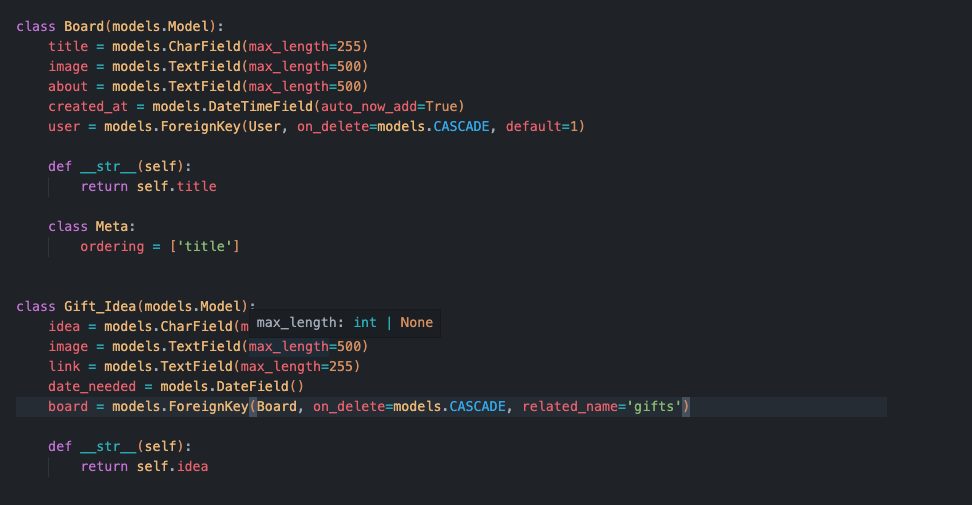 class Board(models.Model):
    title = models.CharField(max_length=255)
    image = models.TextField(max_length=500)
    about = models.TextField(max_length=500)
    created_at = models.DateTimeField(auto_now_add=True)
    user = models.ForeignKey(User, on_delete=models.CASCADE, default=1)
    def __str__(self):
        return self.title
    class Meta:
        ordering = ['title']
class Gift_Idea(models.Model):
    idea = models.CharField(m
max_length: int | None
    image = models.TextField(max_length=500)
    link = models.TextField(max_length=255)
    date_needed = models.DateField()
    board = models.ForeignKey(Board, on_delete=models.CASCADE, related_name='gifts')
    def __str__(self):
        return self.idea